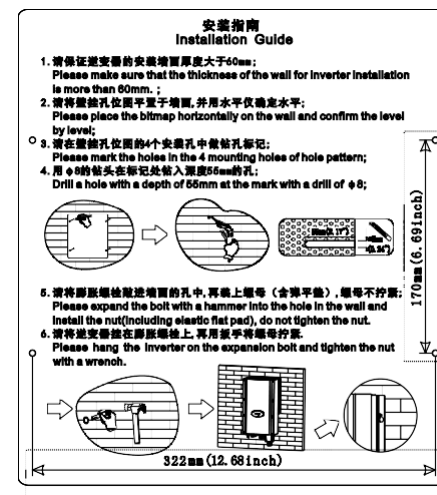 安装指南
Installation Guide
1. 请保证逆变器的安装墙面厚度大于60mm;
Please make sure that the thickness of the wall for inverter installation
is more than 60mm. ;
2. 请将壁挂孔位图平置于墙面,并用水平仪确定水平;
Please place the bitmap horizontally on the wall and confirm the level
by level;
3. 请在壁挂孔位图的4个安装孔中做钻孔标记;
Please mark the holes in the 4 mounting holes of hole pattern;
4. 用φ8的钻头在标记处钻入深度55mm的孔;
Drill a hole with a depth of 55mm at the mark with a drill of φ8;
170mm(6.69inch)
5. 请将膨胀螺栓敲进墙面的孔中,再装上螺母（含弹平垫）,螺母不拧紧;
Please expand the bolt with a hammer into the hole in the wall and
install the nut(including elastic flat pad), do not tighten the nut.
6. 请将逆变器挂在膨胀螺栓上,再用扳手将螺母拧紧.
Please hang the inverter on the expansion bolt and tighten the nut
with a wrench.
322mm(12.68inch)